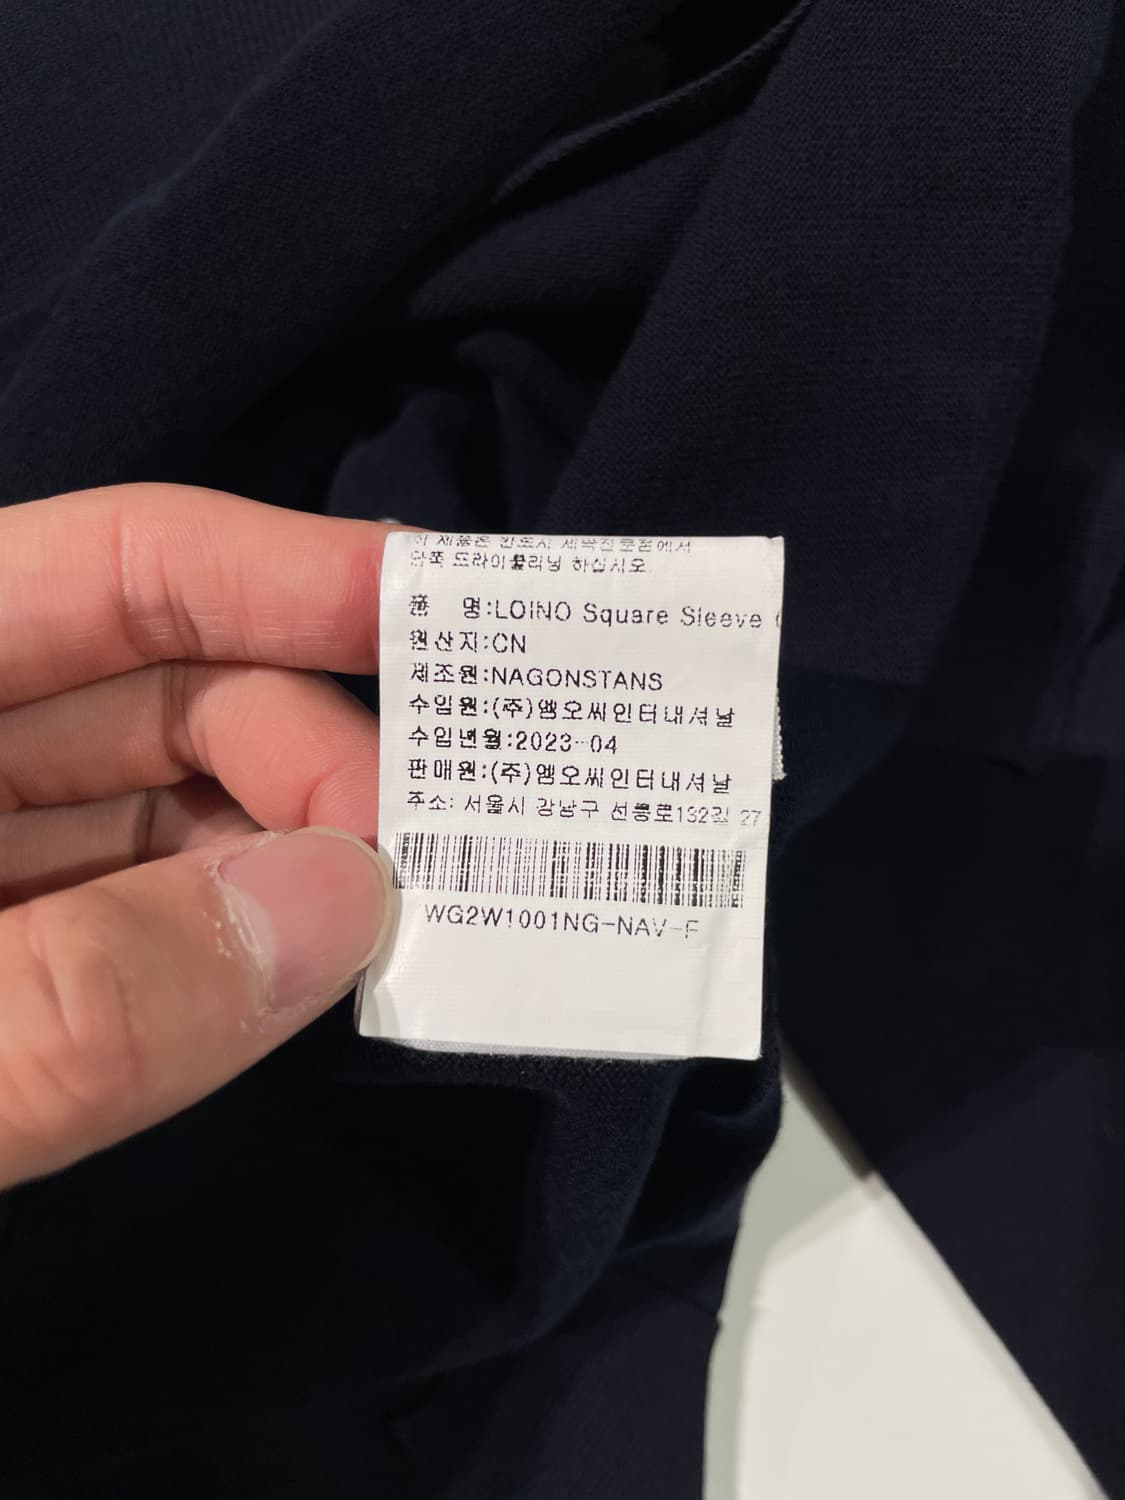 이 제품은 반드시 세탁전문점에서
단쪽 드라이클리닝 하십시오.
품 명:LOINO Square Sleeve
원산지:CN
제조원:NAGONSTANS
수입원:(주)엠오씨인터내셔날
수입년월:2023-04
판매원:(주)엠오씨인터내셔날
주소: 서울시 강남구 선릉로132길 27
WG2W1001NG-NAV-F